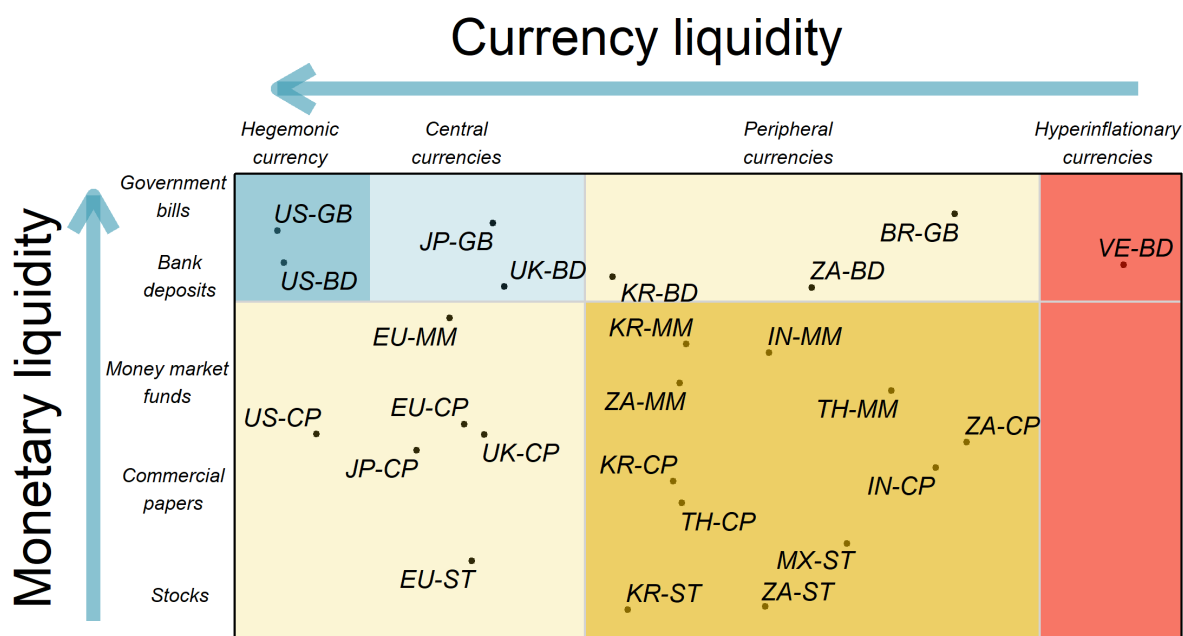 Currency liquidity
Hegemonic
currency
Central
currencies
Peripheral
currencies
Hyperinflationary
currencies
Monetary liquidity
Government
bills
Bank
deposits
Money market
funds
Commercial
papers
Stocks
US-GB
JP-GB
BR-GB
VE-BD
US-BD
UK-BD
KR-BD
ZA-BD
EU-MM
KR-MM
IN-MM
ZA-MM
TH-MM
US-CP
EU-CP
ZA-CP
JP-CP
UK-CP
KR-CP
IN-CP
TH-CP
MX-ST
EU-ST
KR-ST
ZA-ST